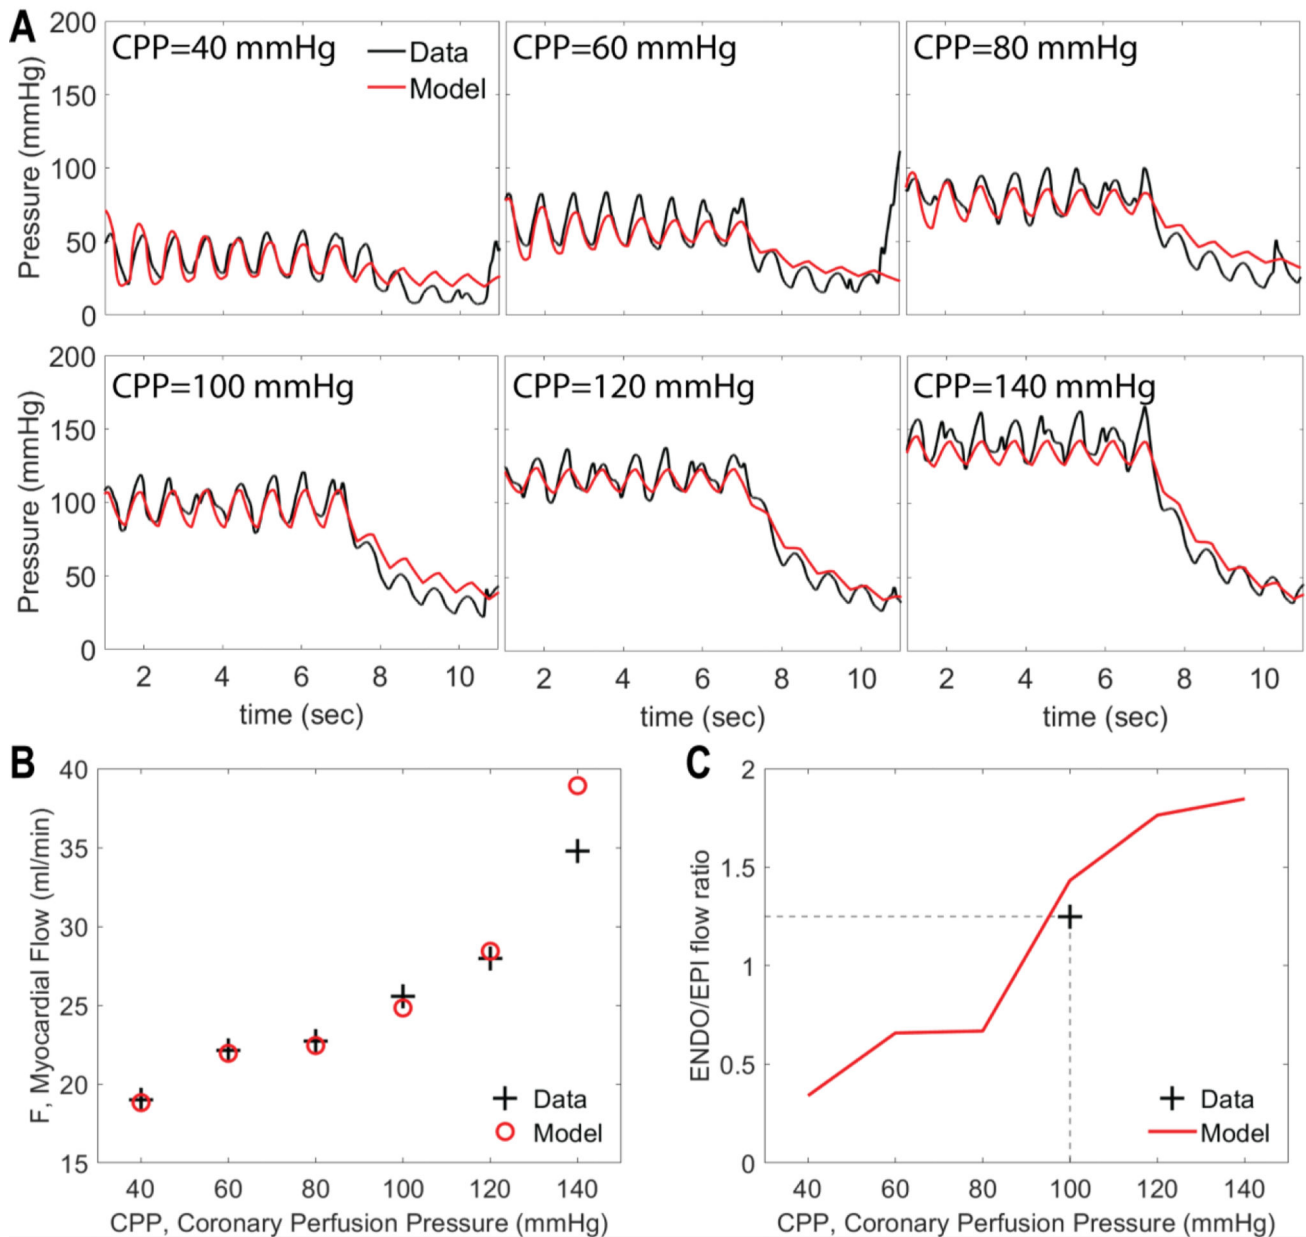 A
CPP=40 mmHg
Data
Model
CPP=60 mmHg
CPP=80 mmHg
200
150
100
50
0
Pressure (mmHg)
CPP=100 mmHg
CPP=120 mmHg
CPP=140 mmHg
200
150
100
50
0
Pressure (mmHg)
2 4 6 8 10
2 4 6 8 10
2 4 6 8 10
time (sec)
time (sec)
time (sec)
B
40
35
30
25
20
15
F, Myocardial Flow (ml/min)
Data
Model
40 60 80 100 120 140
CPP, Coronary Perfusion Pressure (mmHg)
C
2
1.5
1
0.5
0
ENDO/EPI flow ratio
Data
Model
40 60 80 100 120 140
CPP, Coronary Perfusion Pressure (mmHg)